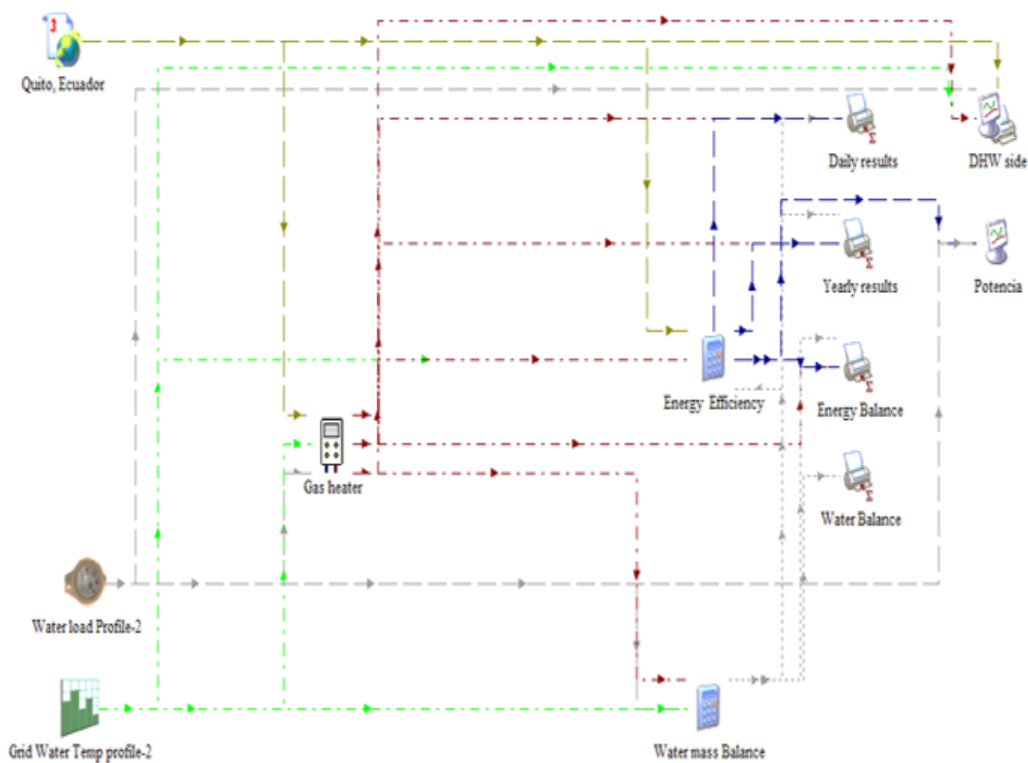 3
Quito, Ecuador
Daily results
DHW side
Yearly results
Potencia
Energy Efficiency
Energy Balance
Gas heater
Water Balance
Water load Profile-2
Grid Water Temp profile-2
Water mass Balance